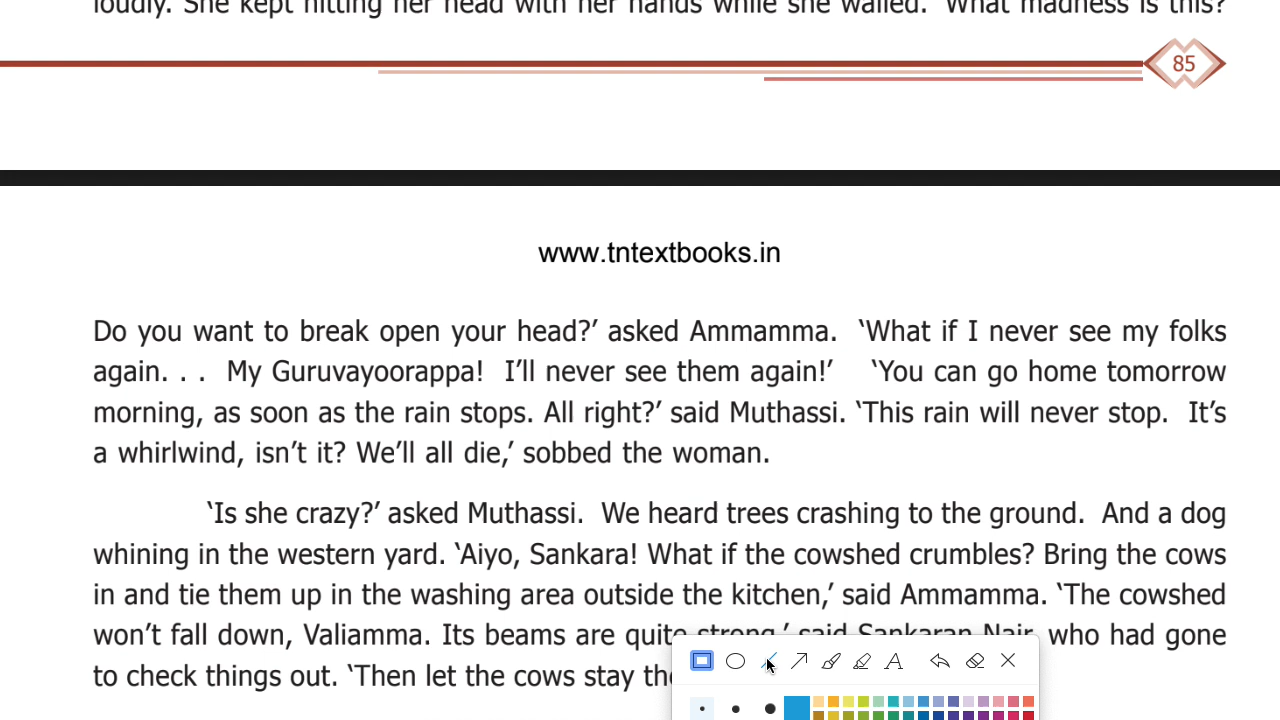 loudly. She kept hitting her head with her hands while she wailed. 'What madness is this?
85
www.tntextbooks.in
Do you want to break open your head?’ asked Ammamma. ‘What if I never see my folks
again. . . My Guruvayoorappa! I’ll never see them again!’ ‘You can go home tomorrow
morning, as soon as the rain stops. All right?’ said Muthassi. ‘This rain will never stop. It’s
a whirlwind, isn’t it? We’ll all die,’ sobbed the woman.
‘Is she crazy?’ asked Muthassi. We heard trees crashing to the ground. And a dog
whining in the western yard. ‘Aiyo, Sankara! What if the cowshed crumbles? Bring the cows
in and tie them up in the washing area outside the kitchen,’ said Ammamma. ‘The cowshed
won’t fall down, Valiamma. Its beams are quite strong,’ said Sankaran Nair, who had gone
to check things out. ‘Then let the cows stay